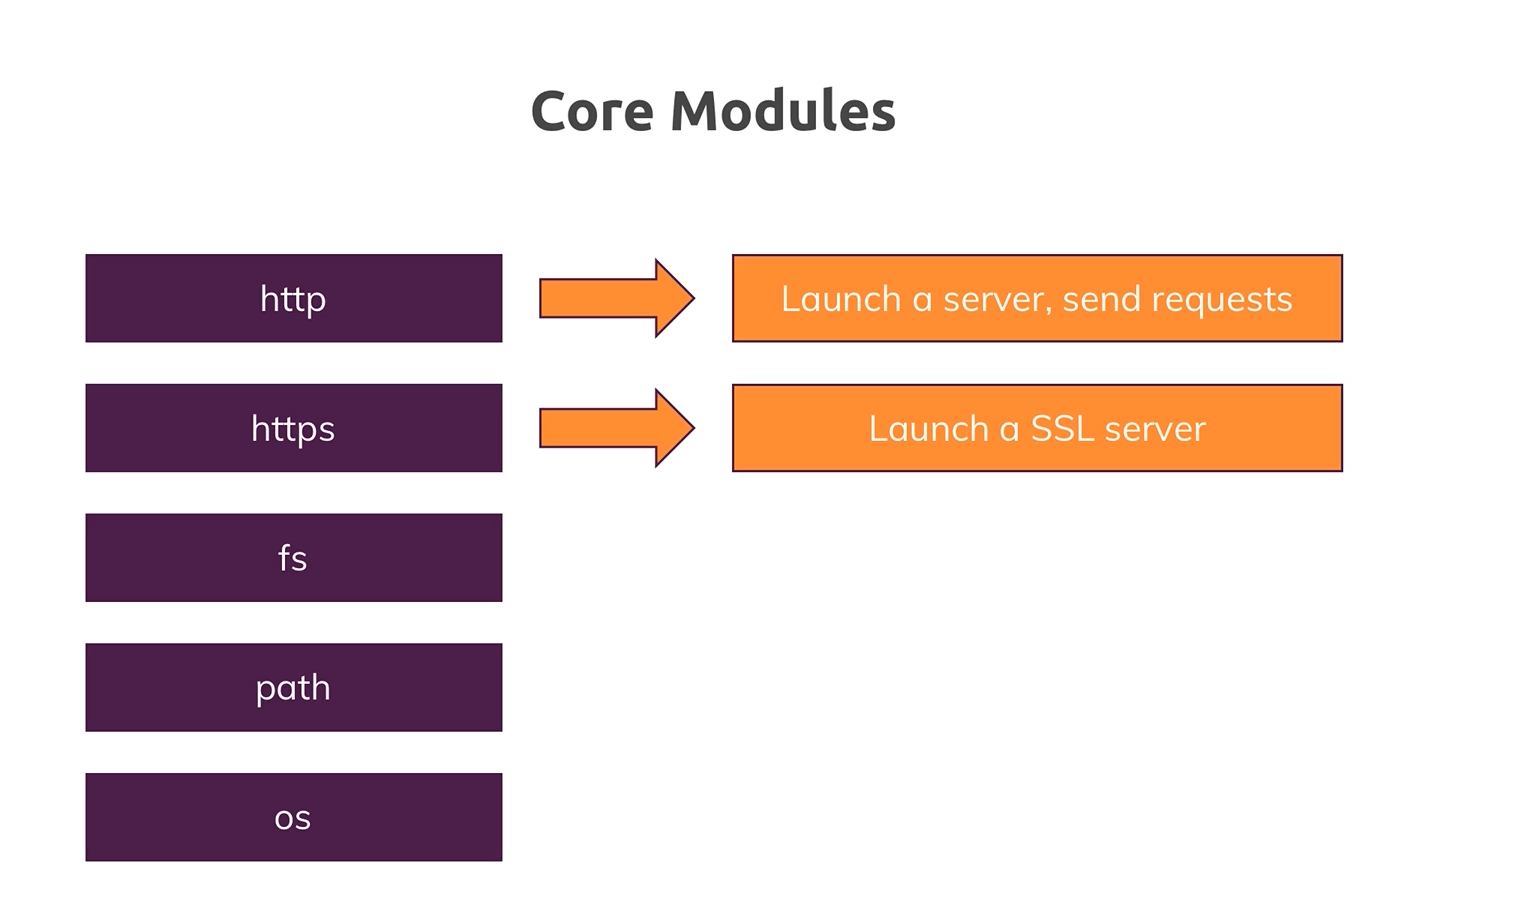 Core Modules
http
Launch a server, send requests
https
Launch a SSL server
fs
path
os